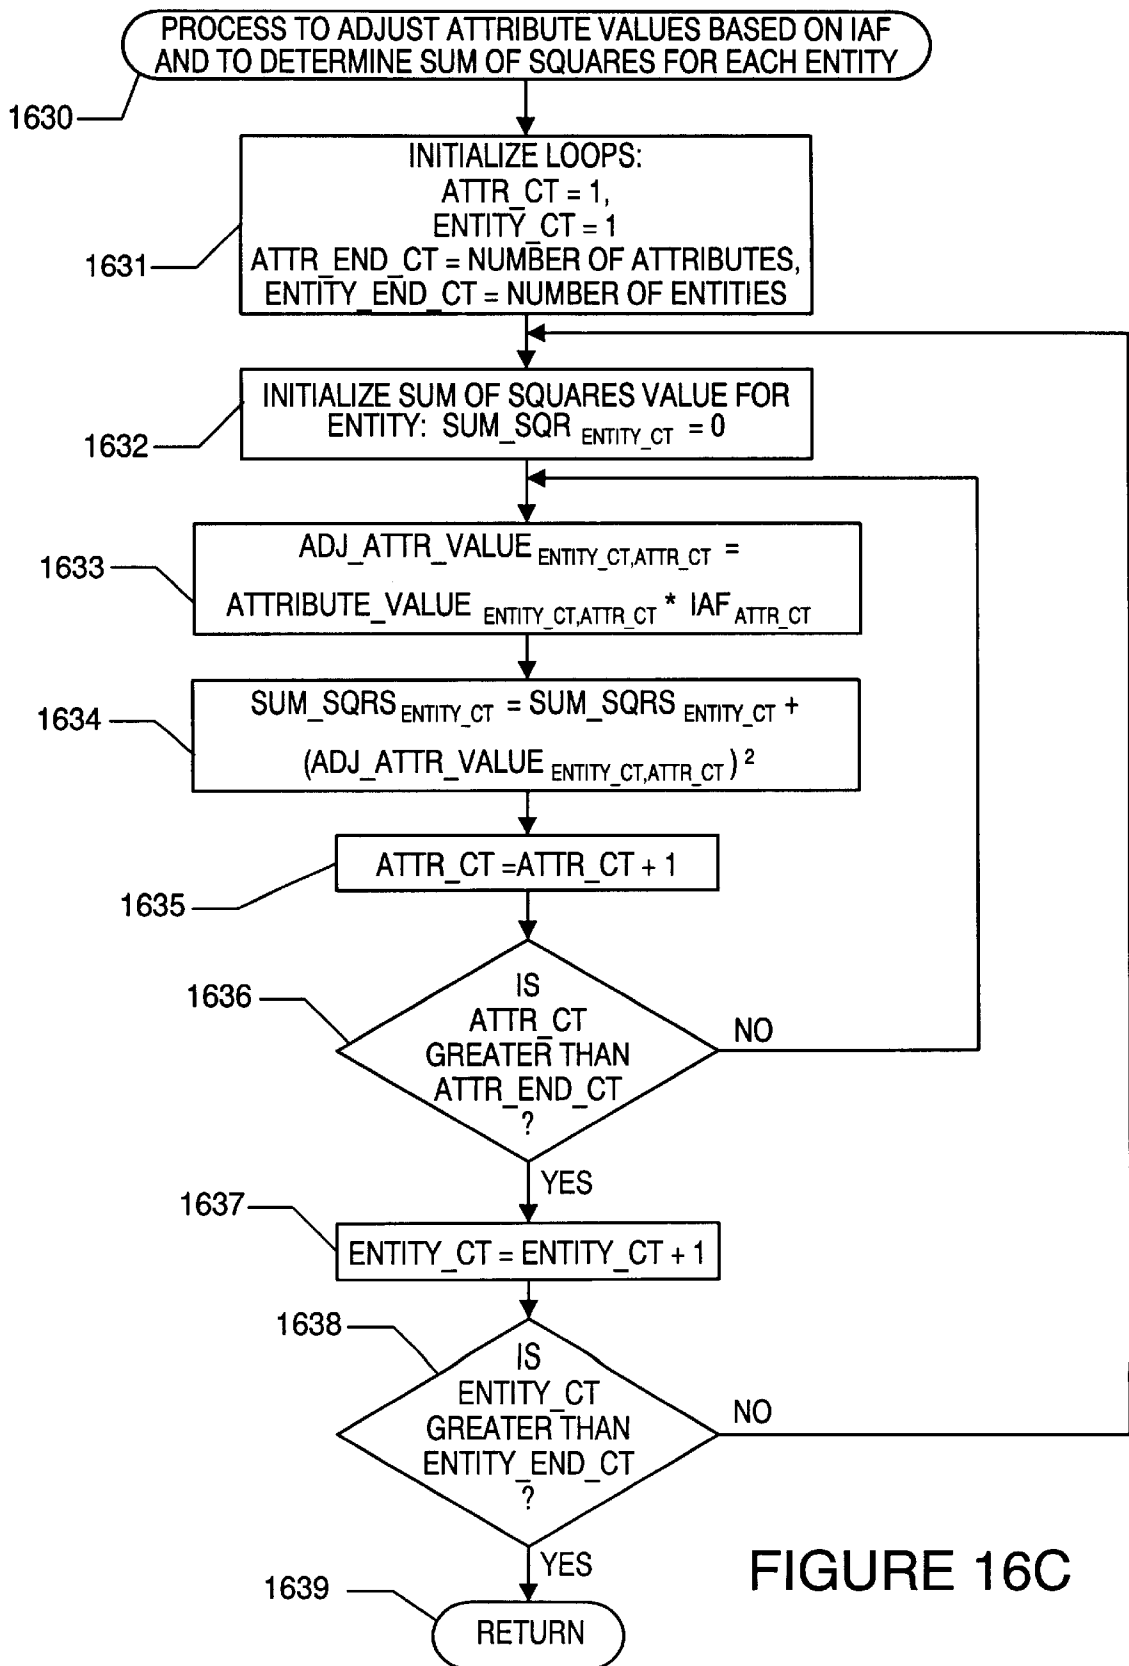 PROCESS TO ADJUST ATTRIBUTE VALUES BASED ON IAF
AND TO DETERMINE SUM OF SQUARES FOR EACH ENTITY
1630
INITIALIZE LOOPS:
ATTR_CT = 1,
ENTITY_CT = 1
ATTR_END_CT = NUMBER OF ATTRIBUTES,
ENTITY_END_CT = NUMBER OF ENTITIES
1631
INITIALIZE SUM OF SQUARES VALUE FOR
ENTITY: SUM_SQR ENTITY_CT = 0
1632
ADJ_ATTR_VALUE ENTITY_CT,ATTR_CT =
ATTRIBUTE_VALUE ENTITY_CT,ATTR_CT * IAF ATTR_CT
1633
SUM_SQRS ENTITY_CT = SUM_SQRS ENTITY_CT +
(ADJ_ATTR_VALUE ENTITY_CT,ATTR_CT ) 2
1634
ATTR_CT =ATTR_CT + 1
1635
IS
ATTR_CT
GREATER THAN
ATTR_END_CT
?
1636
NO
YES
1637
ENTITY_CT = ENTITY_CT + 1
1638
IS
ENTITY_CT
GREATER THAN
ENTITY_END_CT
?
NO
YES
1639
RETURN
FIGURE 16C